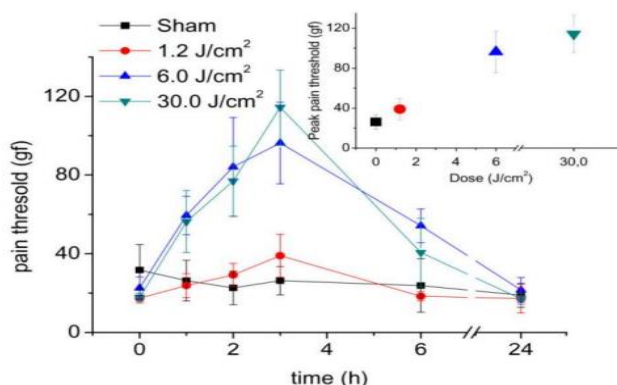 Sham
1.2 J/cm²
6.0 J/cm²
30.0 J/cm²
120
80
40
0
pain thresold (gf)
0
2
4
6
24
time (h)
Peak pain threshold (gf)
120
80
40
0
0
2
6
30,0
Dose (J/cm²)